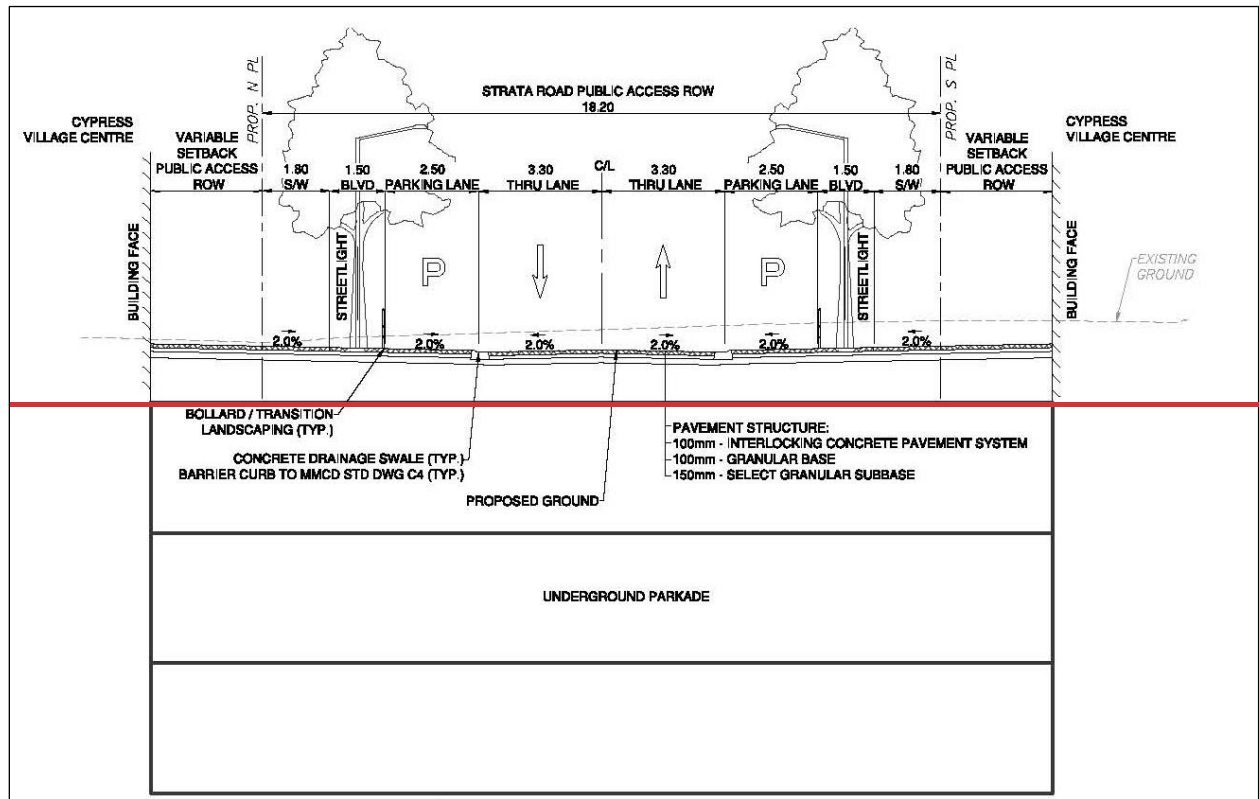 PROP. N PL
STRATA ROAD PUBLIC ACCESS ROW
18.20
PROP. S PL
CYPRESS
VILLAGE CENTRE
VARIABLE
SETBACK
PUBLIC ACCESS
ROW
1.80
S/W
1.50
BLVD.
2.50
PARKING LANE
3.30
THRU LANE
C/L
3.30
THRU LANE
2.50
PARKING LANE
1.50
BLVD.
1.80
S/W
VARIABLE
SETBACK
PUBLIC ACCESS
ROW
CYPRESS
VILLAGE CENTRE
BUILDING FACE
STREETLIGHT
P
P
STREETLIGHT
BUILDING FACE
EXISTING
GROUND
2.0%
2.0%
2.0%
2.0%
2.0%
2.0%
BOLLARD / TRANSITION
LANDSCAPING (TYP.)
CONCRETE DRAINAGE SWALE (TYP.)
BARRIER CURB TO MMCD STD DWG C4 (TYP.)
PROPOSED GROUND
PAVEMENT STRUCTURE:
100mm - INTERLOCKING CONCRETE PAVEMENT SYSTEM
100mm - GRANULAR BASE
150mm - SELECT GRANULAR SUBBASE
UNDERGROUND PARKADE